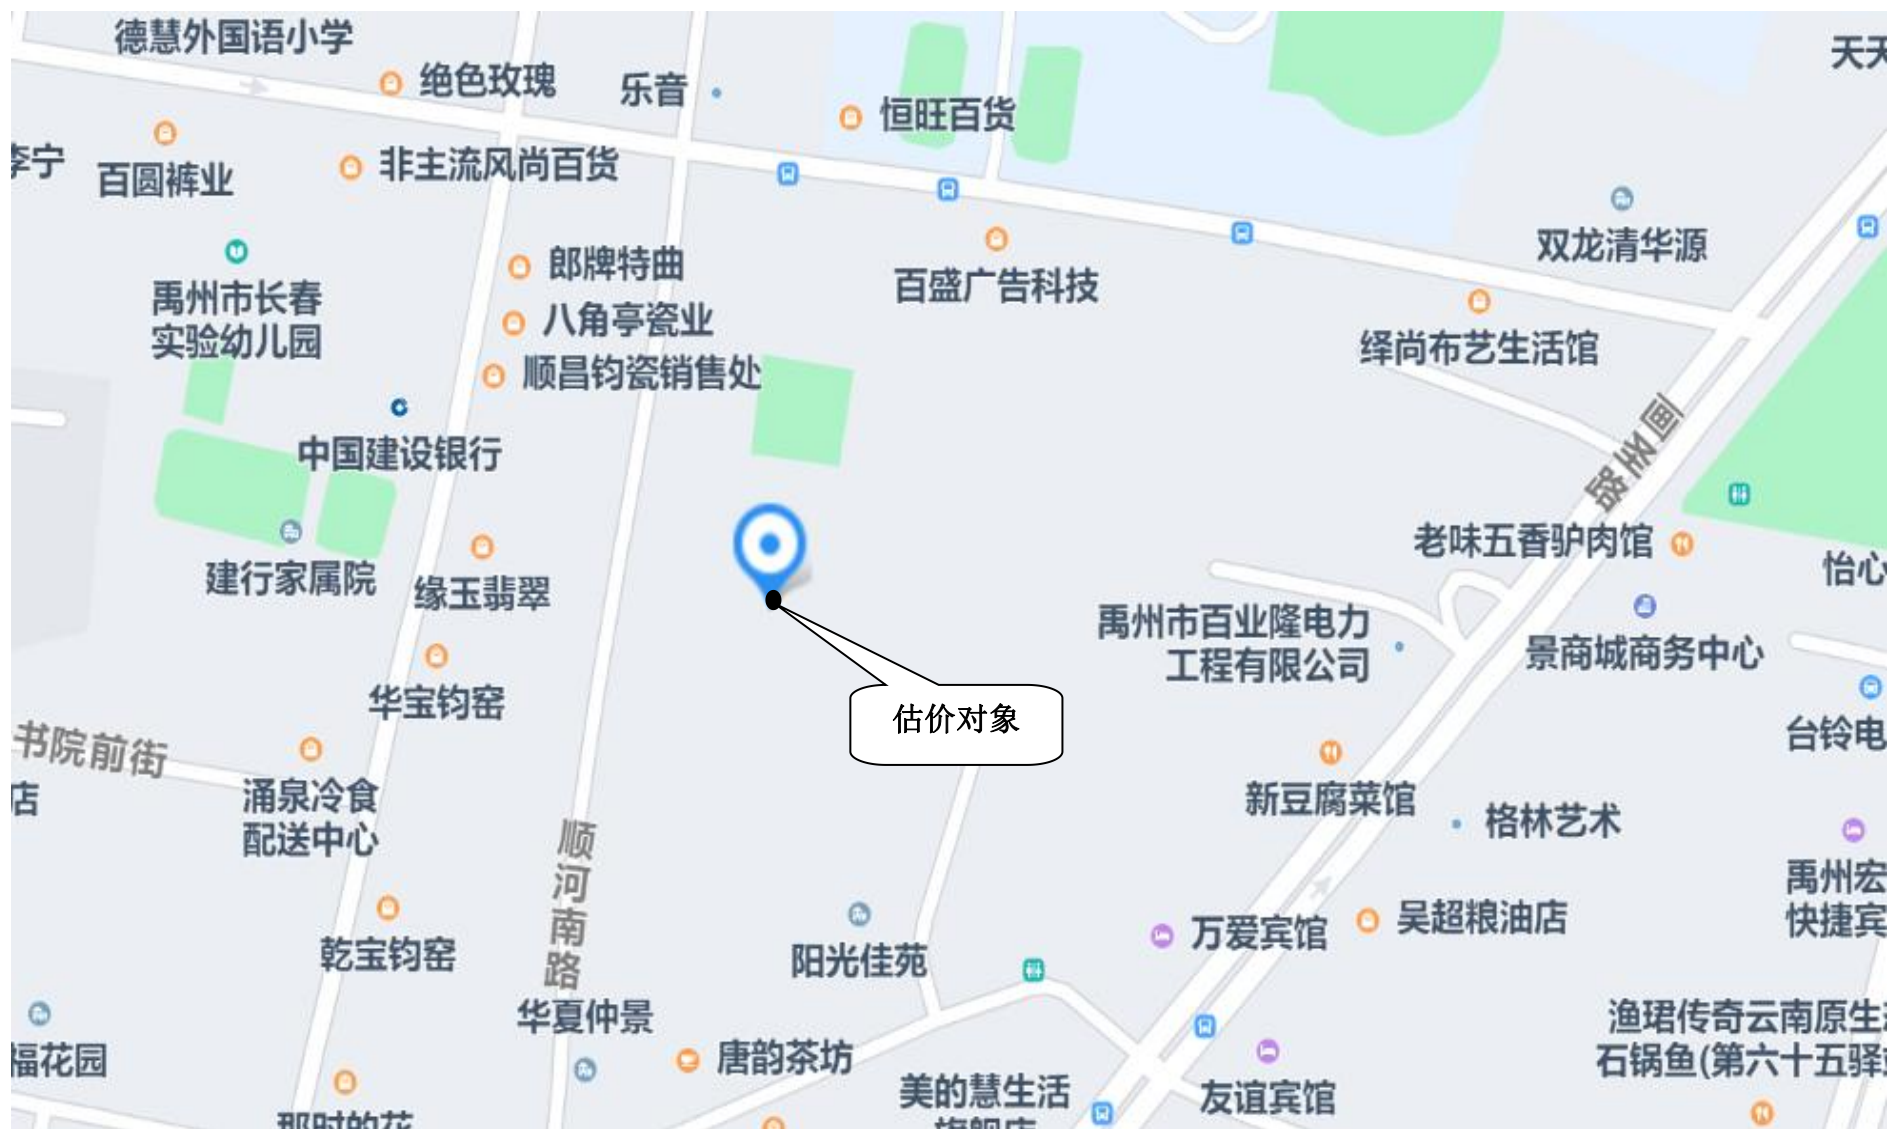 德慧外国语小学
绝色玫瑰
乐音
恒旺百货
天天
李宁
百圆裤业
非主流风尚百货
双龙清华源
郎牌特曲
百盛广告科技
禹州市长春
实验幼儿园
八角亭瓷业
绎尚布艺生活馆
顺昌钧瓷销售处
画圣路
中国建设银行
老味五香驴肉馆
怡心
建行家属院
缘玉翡翠
禹州市百业隆电力
工程有限公司
景商城商务中心
华宝钧窑
估价对象
台铃电
书院前街
店
涌泉冷食
配送中心
新豆腐菜馆
格林艺术
顺河南路
禹州宏
快捷宾
乾宝钧窑
阳光佳苑
万爱宾馆
吴超粮油店
华夏仲景
渔珺传奇云南原生
石锅鱼(第六十五驿
福花园
唐韵茶坊
美的慧生活
旗舰店
友谊宾馆
那时的花